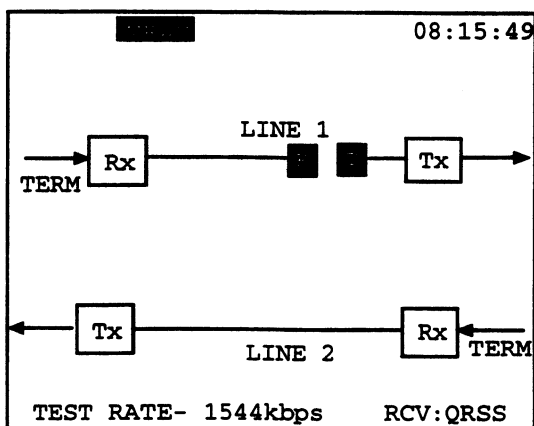 08:15:49
LINE 1
Rx
Tx
TERM
Tx
Rx
LINE 2
TERM
TEST RATE- 1544kbps RCV:QRSS